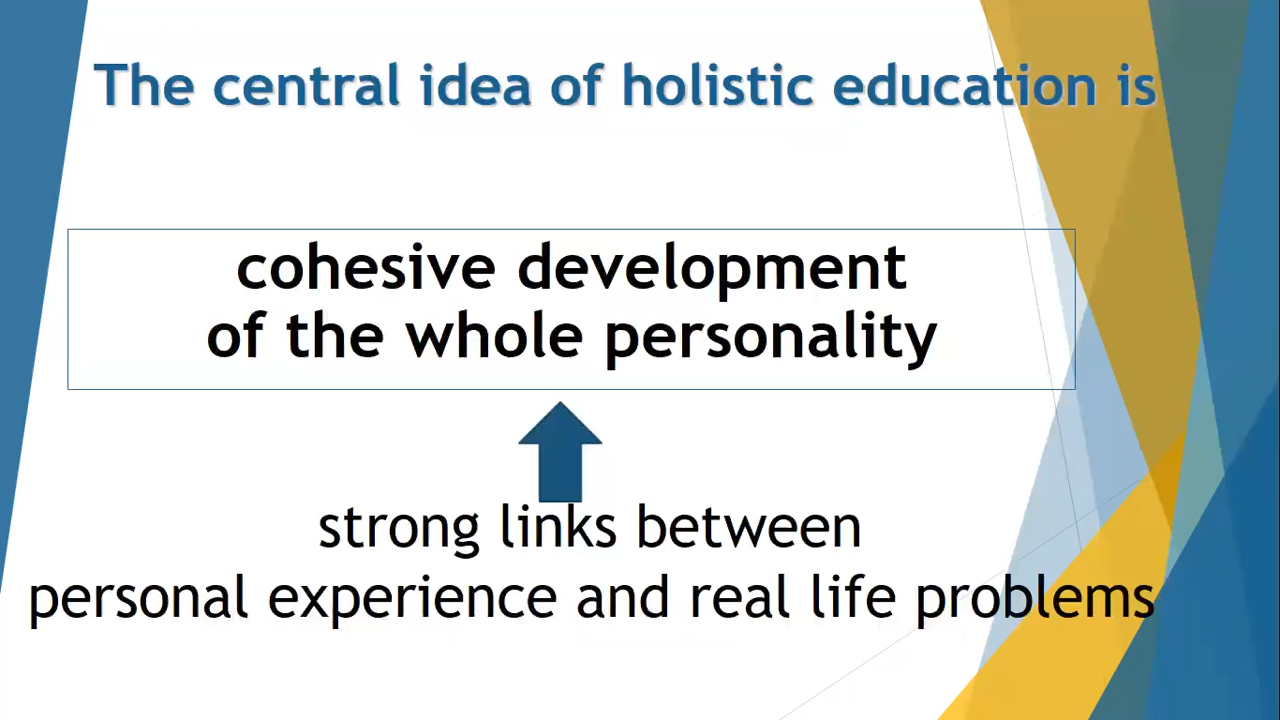 The central idea of holistic education is
cohesive development
of the whole personality
strong links between
personal experience and real life problems